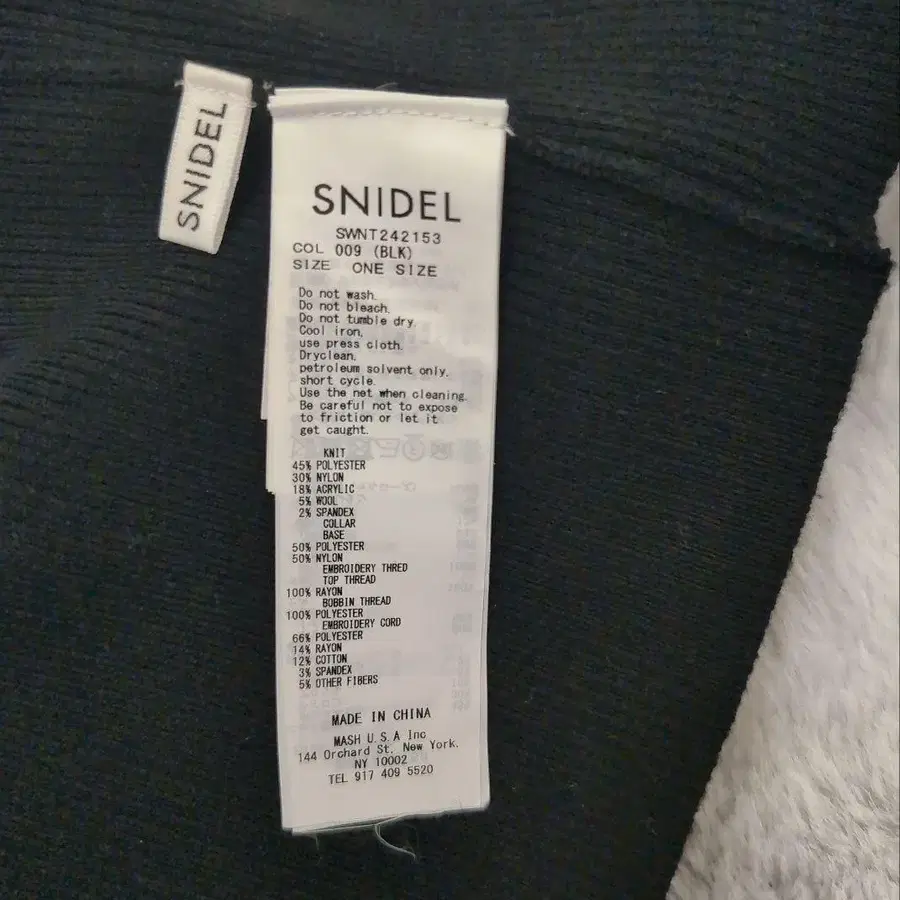 SNIDEL
SNIDEL
SWNT242153
COL 009 (BLK)
SIZE ONE SIZE
Do not wash.
Do not bleach.
Do not tumble dry.
Cool iron,
use press cloth.
Dryclean,
petroleum solvent only.
short cycle.
Use the net when cleaning.
Be careful not to expose
to friction or let it
get caught.
KNIT
45% POLYESTER
30% NYLON
18% ACRYLIC
5% WOOL
2% SPANDEX
COLLAR
BASE
50% POLYESTER
50% NYLON
EMBROIDERY THRED
TOP THREAD
100% RAYON
BOBBIN THREAD
100% POLYESTER
EMBROIDERY CORD
66% POLYESTER
14% RAYON
12% COTTON
3% SPANDEX
5% OTHER FIBERS
MADE IN CHINA
MASH U.S.A Inc
144 Orchard St. New York.
NY 10002
TEL 917 409 5520